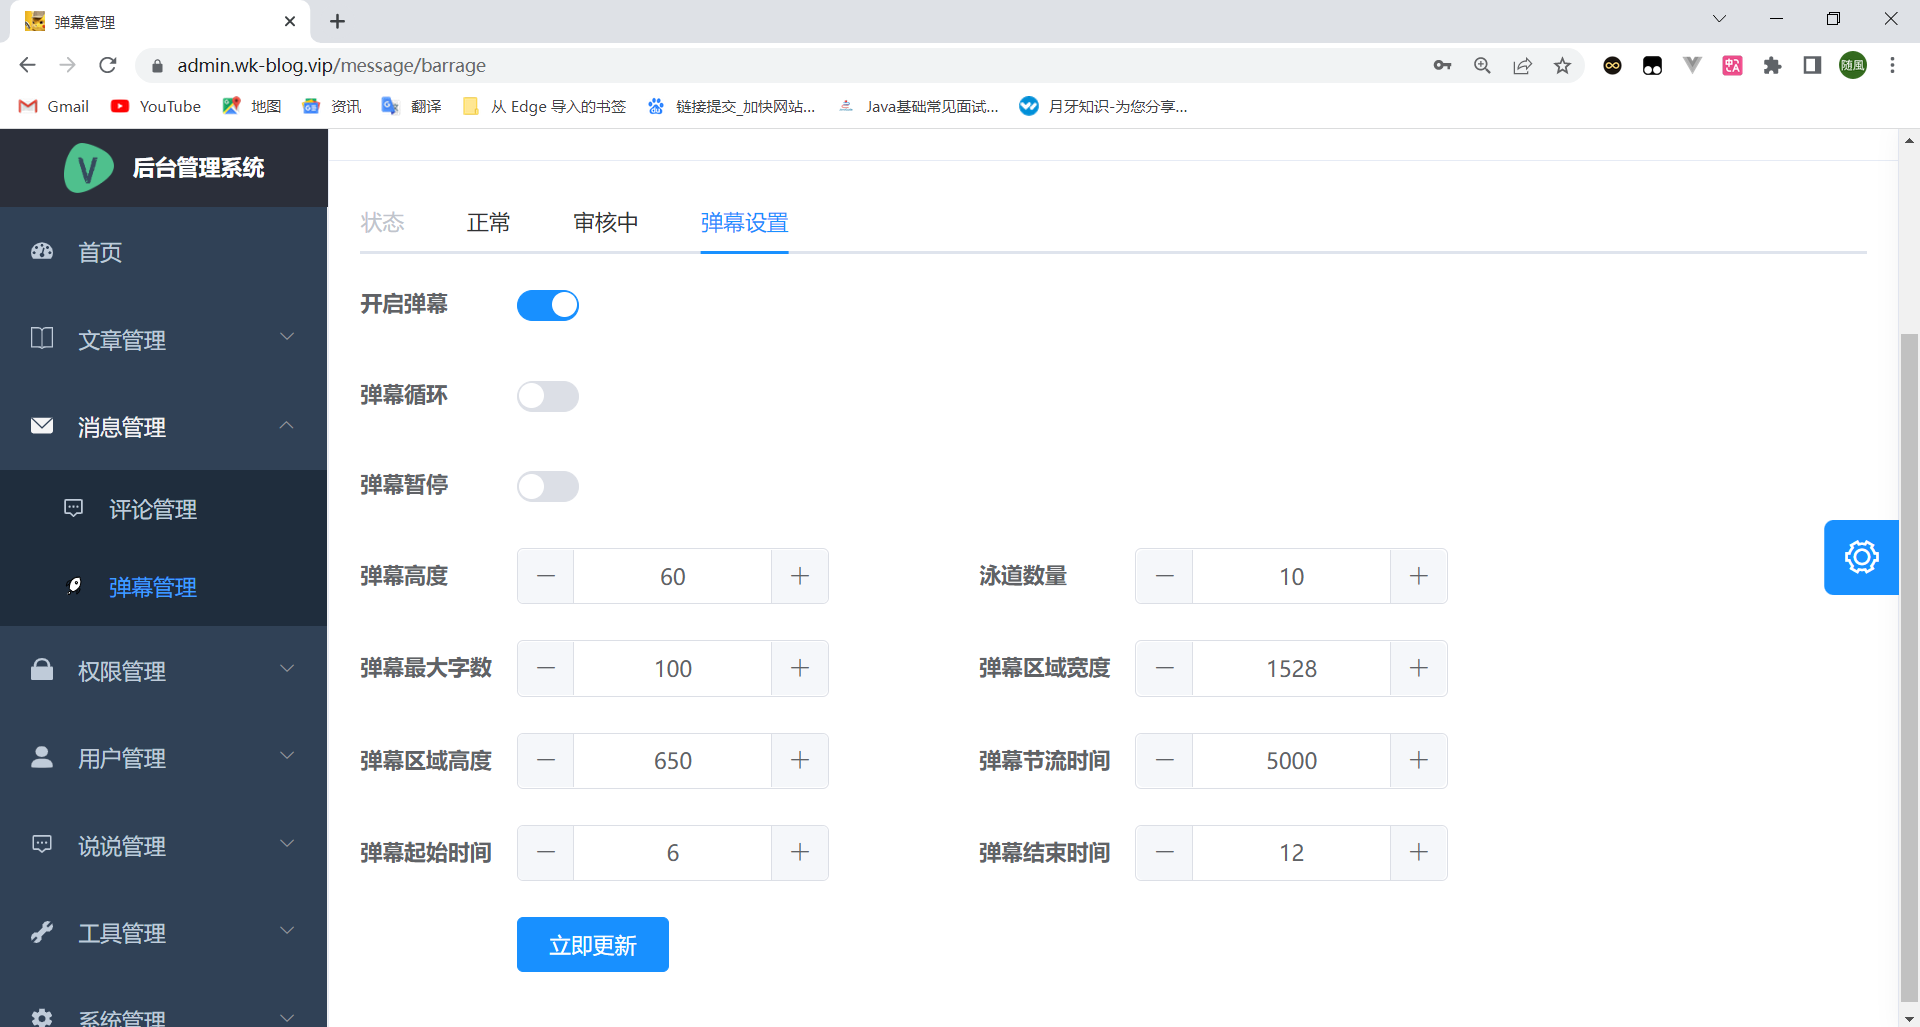 弹幕管理
admin.wk-blog.vip/message/barrage
随風
Gmail YouTube 地图 资讯 翻译 从 Edge 导入的书签 链接提交_加快网站... Java基础常见面试... 月牙知识-为您分享...
V 后台管理系统
状态 正常 审核中 弹幕设置
首页
开启弹幕
文章管理
弹幕循环
消息管理
弹幕暂停
评论管理
弹幕高度 60 泳道数量 10
弹幕管理
弹幕最大字数 100 弹幕区域宽度 1528
权限管理
弹幕区域高度 650 弹幕节流时间 5000
用户管理
弹幕起始时间 6 弹幕结束时间 12
说说管理
工具管理
立即更新
系统管理